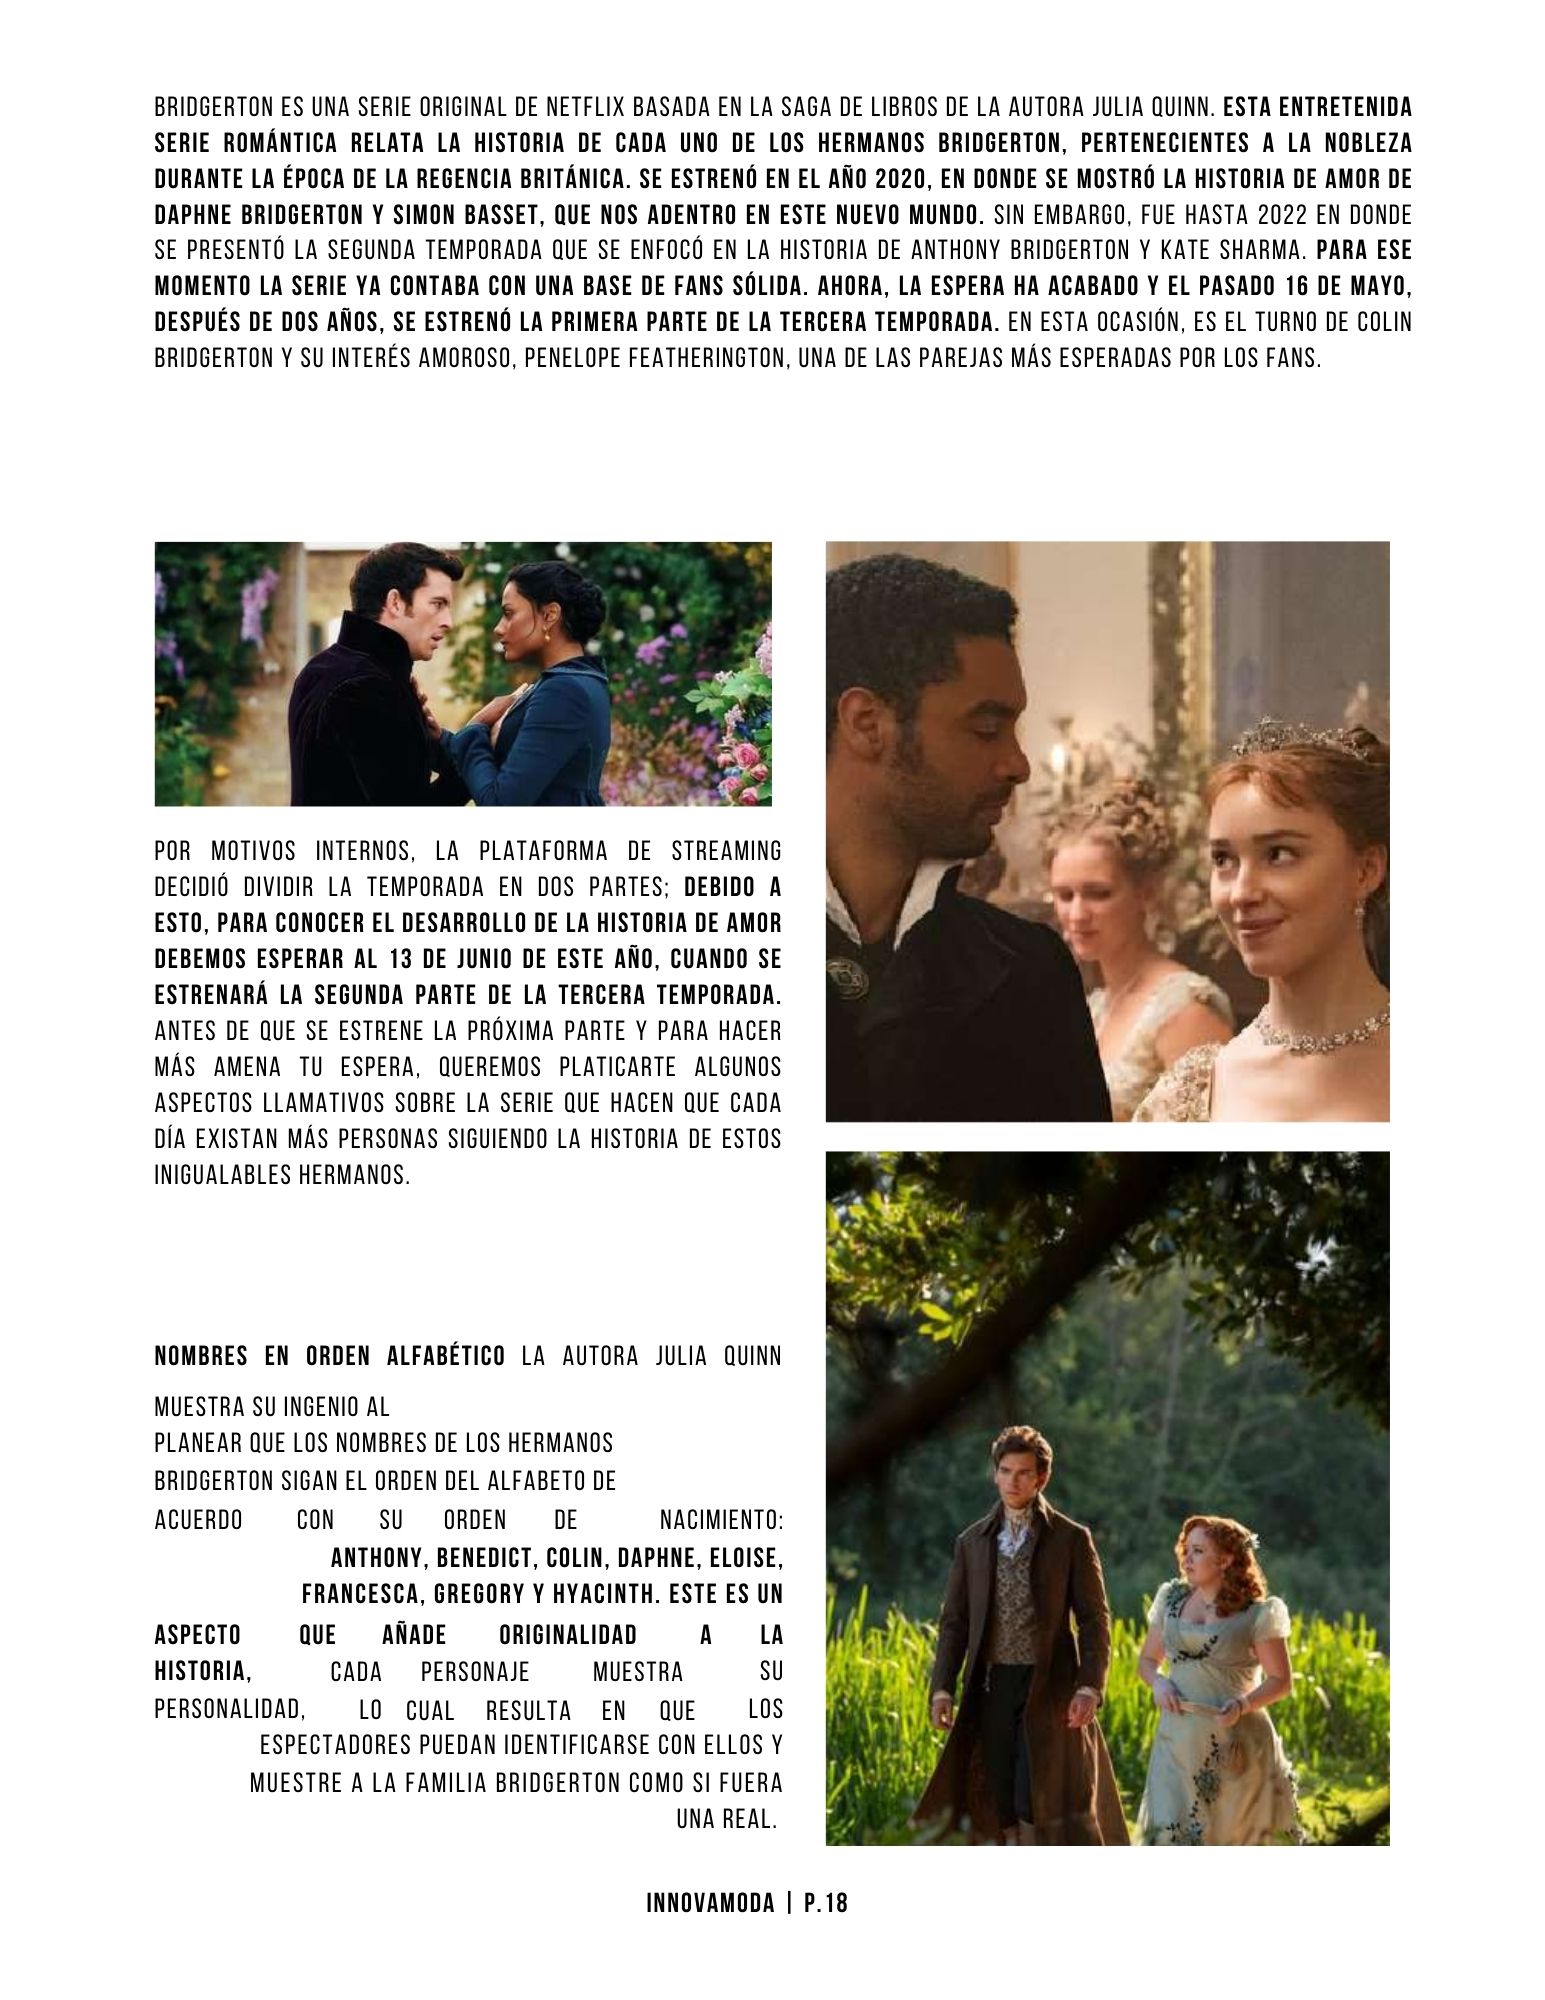 BRIDGERTON ES UNA SERIE ORIGINAL DE NETFLIX BASADA EN LA SAGA DE LIBROS DE LA AUTORA JULIA QUINN. ESTA ENTRETENIDA
SERIE ROMÁNTICA RELATA LA HISTORIA DE CADA UNO DE LOS HERMANOS BRIDGERTON, PERTENECIENTES A LA NOBLEZA
DURANTE LA ÉPOCA DE LA REGENCIA BRITÁNICA. SE ESTRENÓ EN EL AÑO 2020, EN DONDE SE MOSTRÓ LA HISTORIA DE AMOR DE
DAPHNE BRIDGERTON Y SIMON BASSET, QUE NOS ADENTRO EN ESTE NUEVO MUNDO. SIN EMBARGO, FUE HASTA 2022 EN DONDE
SE PRESENTÓ LA SEGUNDA TEMPORADA QUE SE ENFOCÓ EN LA HISTORIA DE ANTHONY BRIDGERTON Y KATE SHARMA. PARA ESE
MOMENTO LA SERIE YA CONTABA CON UNA BASE DE FANS SÓLIDA. AHORA, LA ESPERA HA ACABADO Y EL PASADO 16 DE MAYO,
DESPUÉS DE DOS AÑOS, SE ESTRENÓ LA PRIMERA PARTE DE LA TERCERA TEMPORADA. EN ESTA OCASIÓN, ES EL TURNO DE COLIN
BRIDGERTON Y SU INTERÉS AMOROSO, PENELOPE FEATHERINGTON, UNA DE LAS PAREJAS MÁS ESPERADAS POR LOS FANS.
POR MOTIVOS INTERNOS, LA PLATAFORMA DE STREAMING
DECIDIÓ DIVIDIR LA TEMPORADA EN DOS PARTES; DEBIDO A
ESTO, PARA CONOCER EL DESARROLLO DE LA HISTORIA DE AMOR
DEBEMOS ESPERAR AL 13 DE JUNIO DE ESTE AÑO, CUANDO SE
ESTRENARÁ LA SEGUNDA PARTE DE LA TERCERA TEMPORADA.
ANTES DE QUE SE ESTRENE LA PRÓXIMA PARTE Y PARA HACER
MÁS AMENA TU ESPERA, QUEREMOS PLATICARTE ALGUNOS
ASPECTOS LLAMATIVOS SOBRE LA SERIE QUE HACEN QUE CADA
DÍA EXISTAN MÁS PERSONAS SIGUIENDO LA HISTORIA DE ESTOS
INIGUALABLES HERMANOS.
NOMBRES EN ORDEN ALFABÉTICO LA AUTORA JULIA QUINN
MUESTRA SU INGENIO AL
PLANEAR QUE LOS NOMBRES DE LOS HERMANOS
BRIDGERTON SIGAN EL ORDEN DEL ALFABETO DE
ACUERDO CON SU ORDEN DE NACIMIENTO:
ANTHONY, BENEDICT, COLIN, DAPHNE, ELOISE,
FRANCESCA, GREGORY Y HYACINTH. ESTE ES UN
ASPECTO QUE AÑADE ORIGINALIDAD A LA
HISTORIA, CADA PERSONAJE MUESTRA SU
PERSONALIDAD, LO CUAL RESULTA EN QUE LOS
ESPECTADORES PUEDAN IDENTIFICARSE CON ELLOS Y
MUESTRE A LA FAMILIA BRIDGERTON COMO SI FUERA
UNA REAL.
INNOVAMODA | P.18